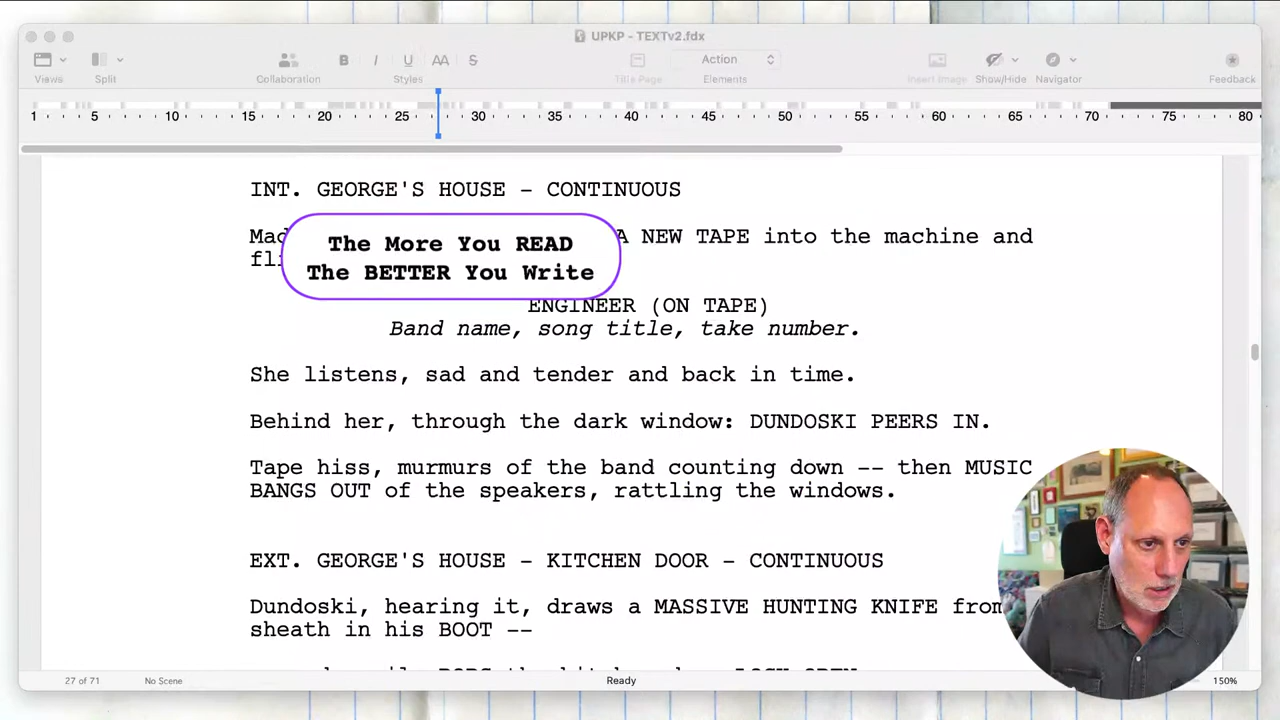 UPKP - TEXTv2.fdx
Views Split Collaboration B I U AA S Styles Title Page Action Elements Insert Image Show/Hide Navigator Feedback
1 5 10 15 20 25 30 35 40 45 50 55 60 65 70 75 80
INT. GEORGE'S HOUSE - CONTINUOUS
A NEW TAPE into the machine and
The More You READ
The BETTER You Write
ENGINEER (ON TAPE)
Band name, song title, take number.
She listens, sad and tender and back in time.
Behind her, through the dark window: DUNDOSKI PEERS IN.
Tape hiss, murmurs of the band counting down -- then MUSIC
BANGS OUT of the speakers, rattling the windows.
EXT. GEORGE'S HOUSE - KITCHEN DOOR - CONTINUOUS
Dundoski, hearing it, draws a MASSIVE HUNTING KNIFE from
sheath in his BOOT --
27 of 71 No Scene Ready 150%